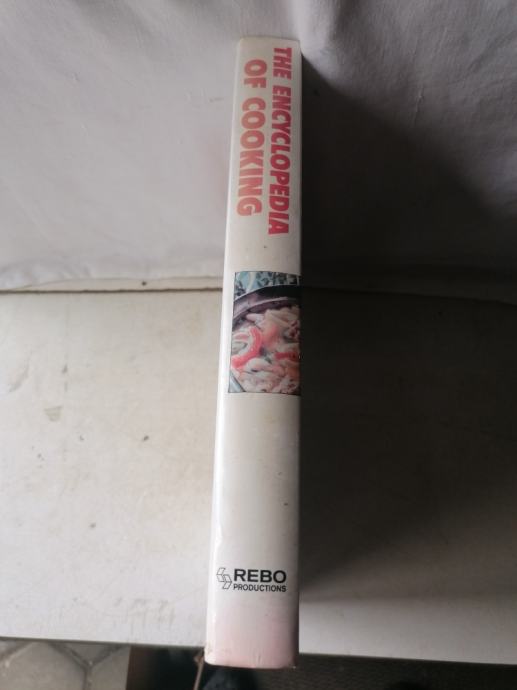 THE ENCYCLOPEDIA
OF COOKING
REBO
PRODUCTIONS